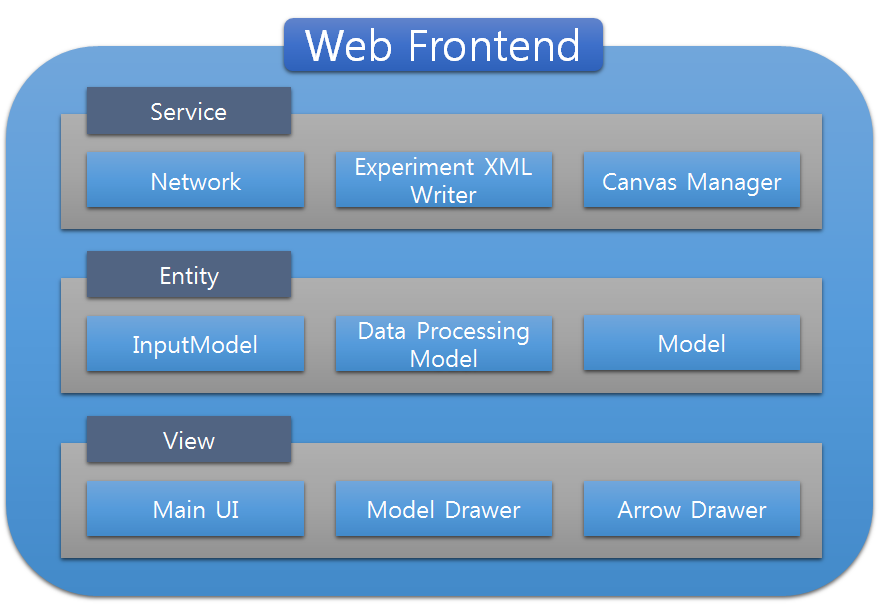 Web Frontend
Service
Network
Experiment XML
Writer
Canvas Manager
Entity
InputModel
Data Processing
Model
Model
View
Main UI
Model Drawer
Arrow Drawer